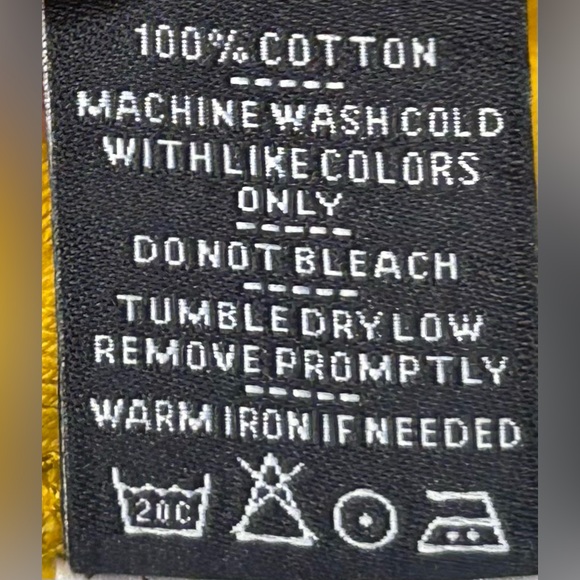 100% COTTON
MACHINE WASH COLD
WITH LIKE COLORS
ONLY
DO NOT BLEACH
TUMBLE DRY LOW
REMOVE PROMPTLY
WARM IRON IF NEEDED
20C